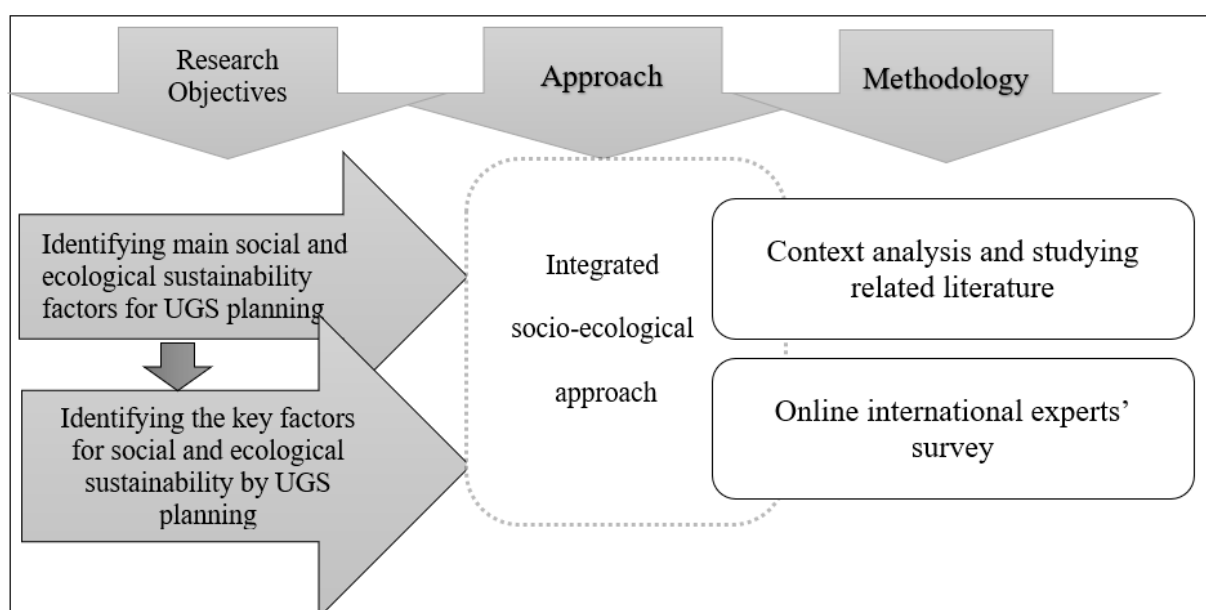 Research
Objectives
Approach
Methodology
Identifying main social and
ecological sustainability
factors for UGS planning
Identifying the key factors
for social and ecological
sustainability by UGS
planning
Integrated
socio-ecological
approach
Context analysis and studying
related literature
Online international experts’
survey